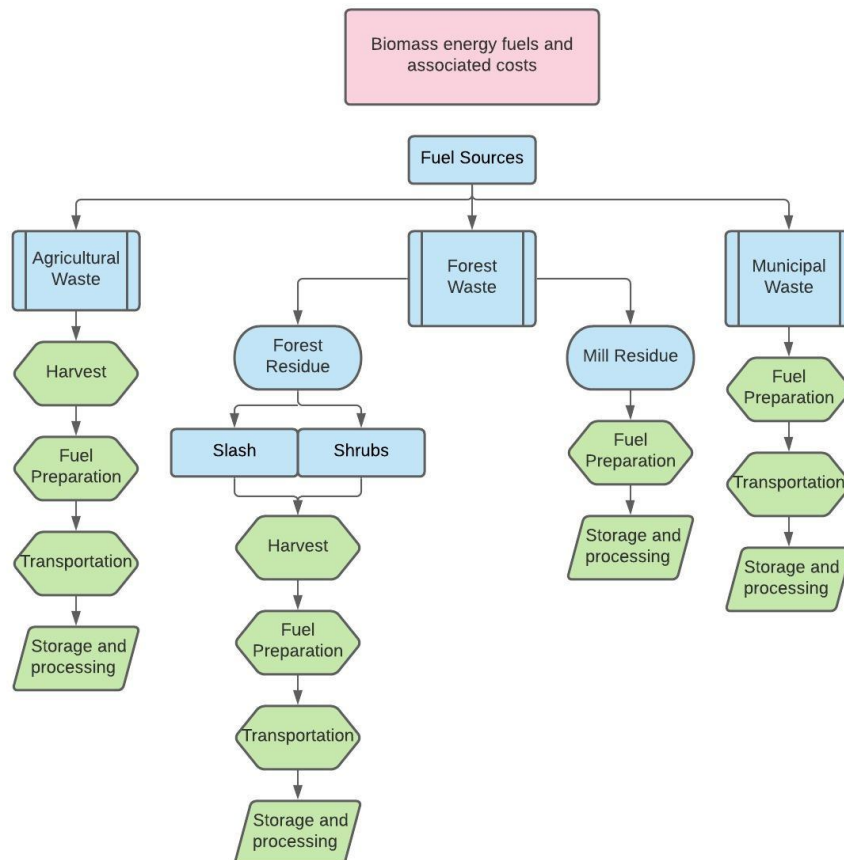 Biomass energy fuels and
associated costs
Fuel Sources
Agricultural
Waste
Forest
Waste
Municipal
Waste
Harvest
Fuel
Preparation
Transportation
Storage and
processing
Forest
Residue
Slash
Shrubs
Harvest
Fuel
Preparation
Transportation
Storage and
processing
Mill Residue
Fuel
Preparation
Storage and
processing
Fuel
Preparation
Transportation
Storage and
processing